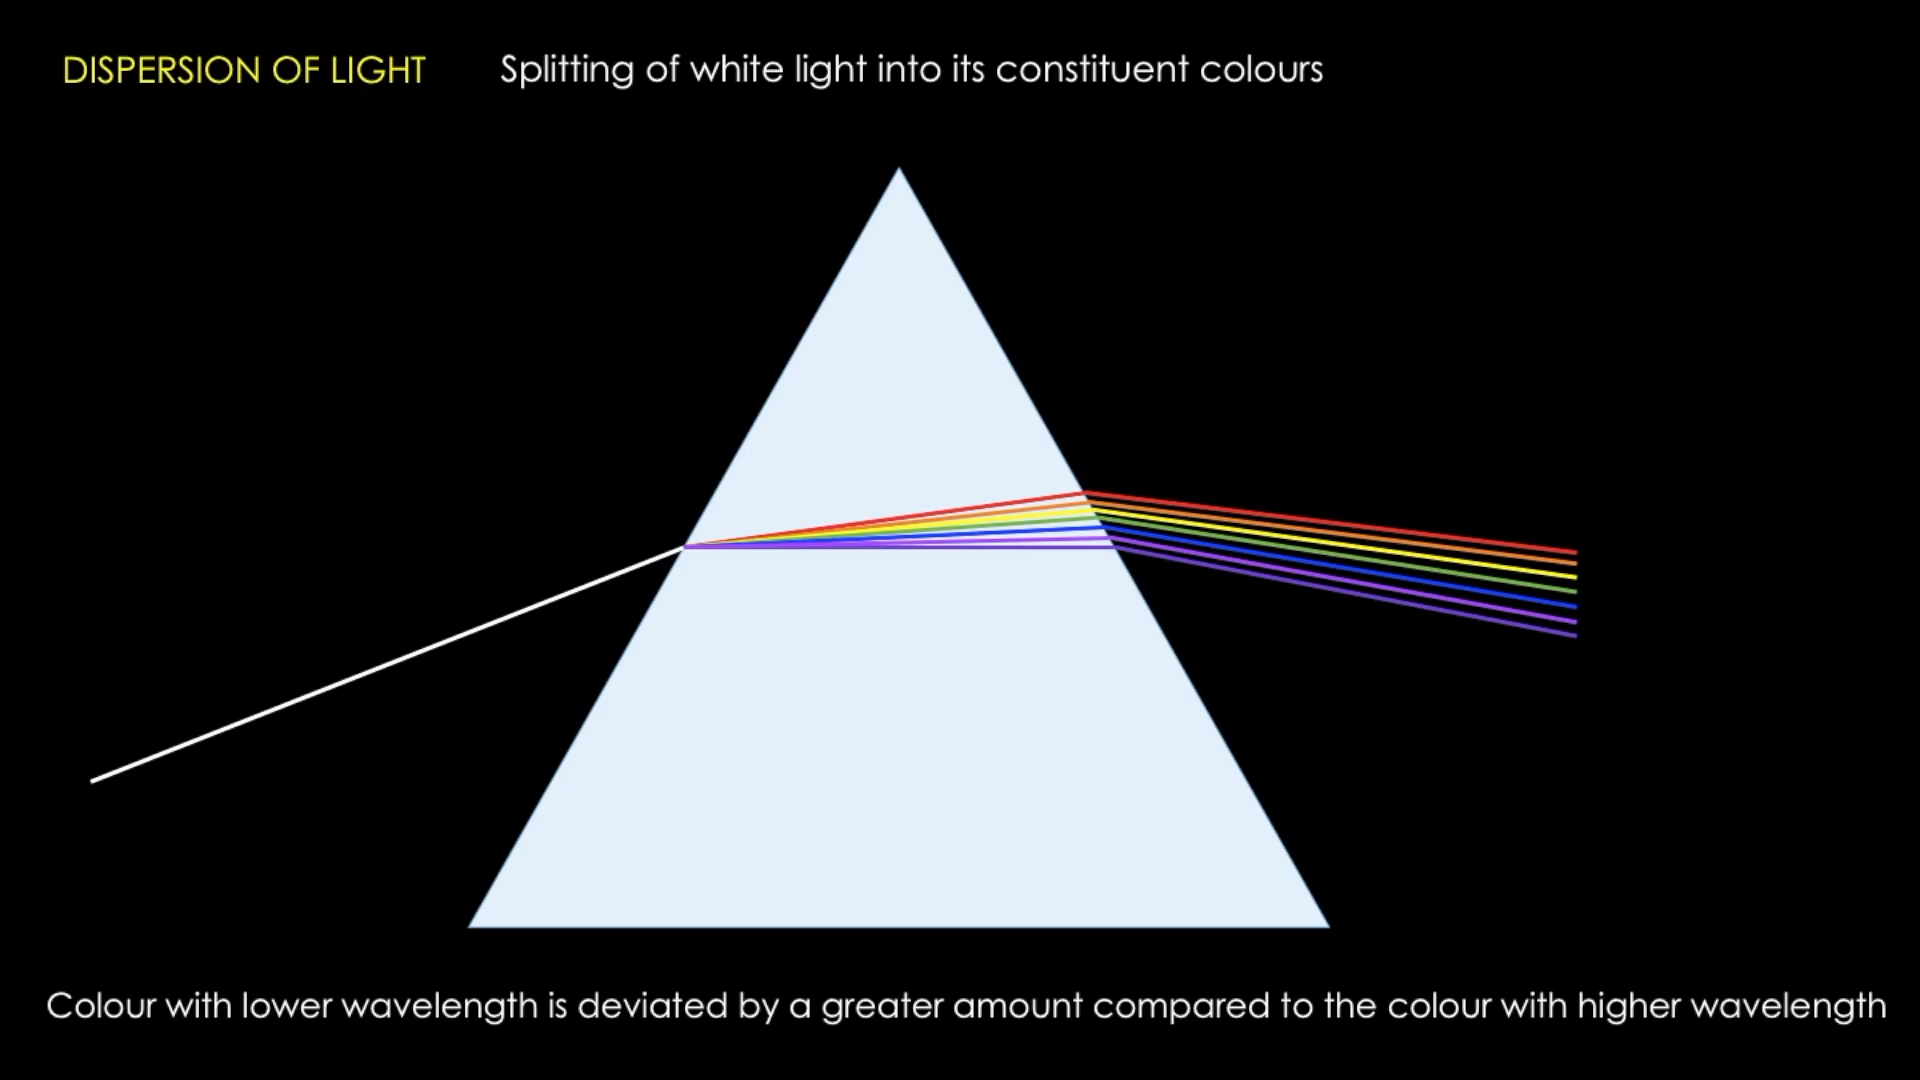 DISPERSION OF LIGHT
Splitting of white light into its constituent colours
Colour with lower wavelength is deviated by a greater amount compared to the colour with higher wavelength